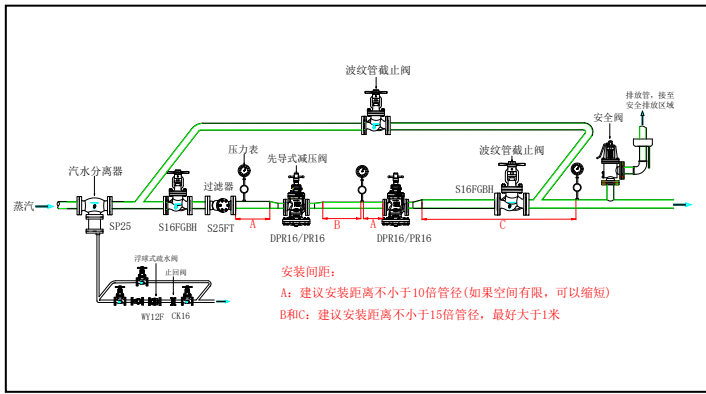 波纹管截止阀
排放管，接至
安全排放区域
安全阀
压力表
先导式减压阀
波纹管截止阀
汽水分离器
过滤器
S16FGBH
蒸汽
SP25
S16FGBH
S25FT
A
B
A
C
DPR16/PR16
DPR16/PR16
浮球式疏水阀
止回阀
WY12F
CK16
安装间距：
A：建议安装距离不小于10倍管径(如果空间有限，可以缩短)
B和C：建议安装距离不小于15倍管径，最好大于1米